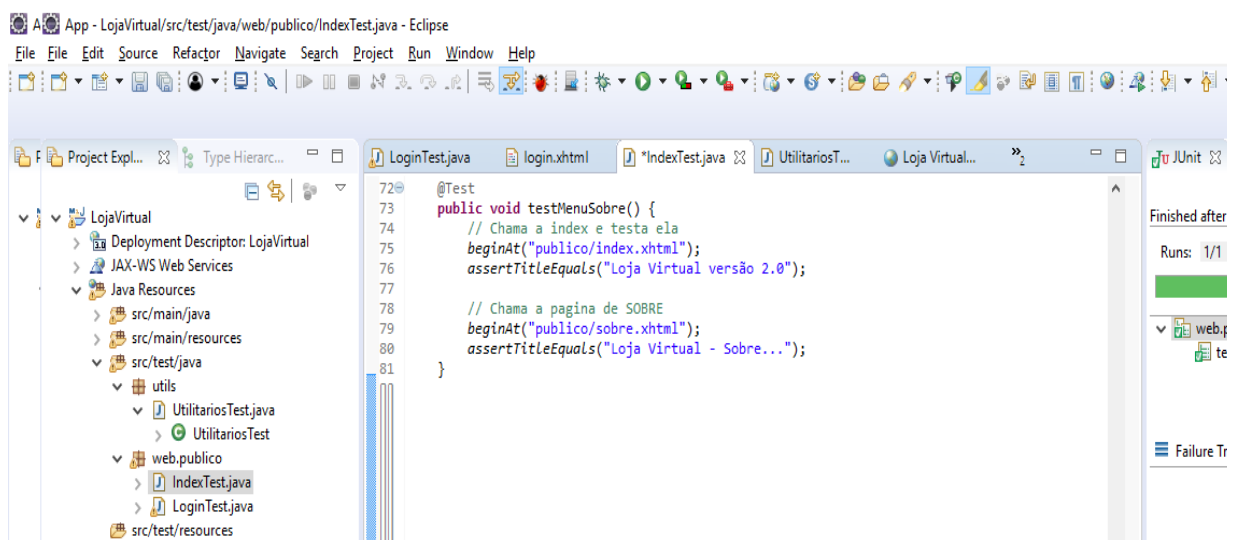 A App - LojaVirtual/src/test/java/web/publico/IndexTest.java - Eclipse
File File Edit Source Refactor Navigate Search Project Run Window Help
Project Expl... Type Hierarc...
LoginTest.java login.xhtml *IndexTest.java UtilitariosT... Loja Virtual... »2
JUnit
LojaVirtual
Deployment Descriptor: LojaVirtual
JAX-WS Web Services
Java Resources
src/main/java
src/main/resources
src/test/java
utils
UtilitariosTest.java
UtilitariosTest
web.publico
IndexTest.java
LoginTest.java
src/test/resources
72 @Test
73 public void testMenuSobre() {
74 // Chama a index e testa ela
75 beginAt("publico/index.xhtml");
76 assertTitleEquals("Loja Virtual versão 2.0");
77
78 // Chama a pagina de SOBRE
79 beginAt("publico/sobre.xhtml");
80 assertTitleEquals("Loja Virtual - Sobre...");
81 }
Finished after
Runs: 1/1
web.p
te
Failure Tr